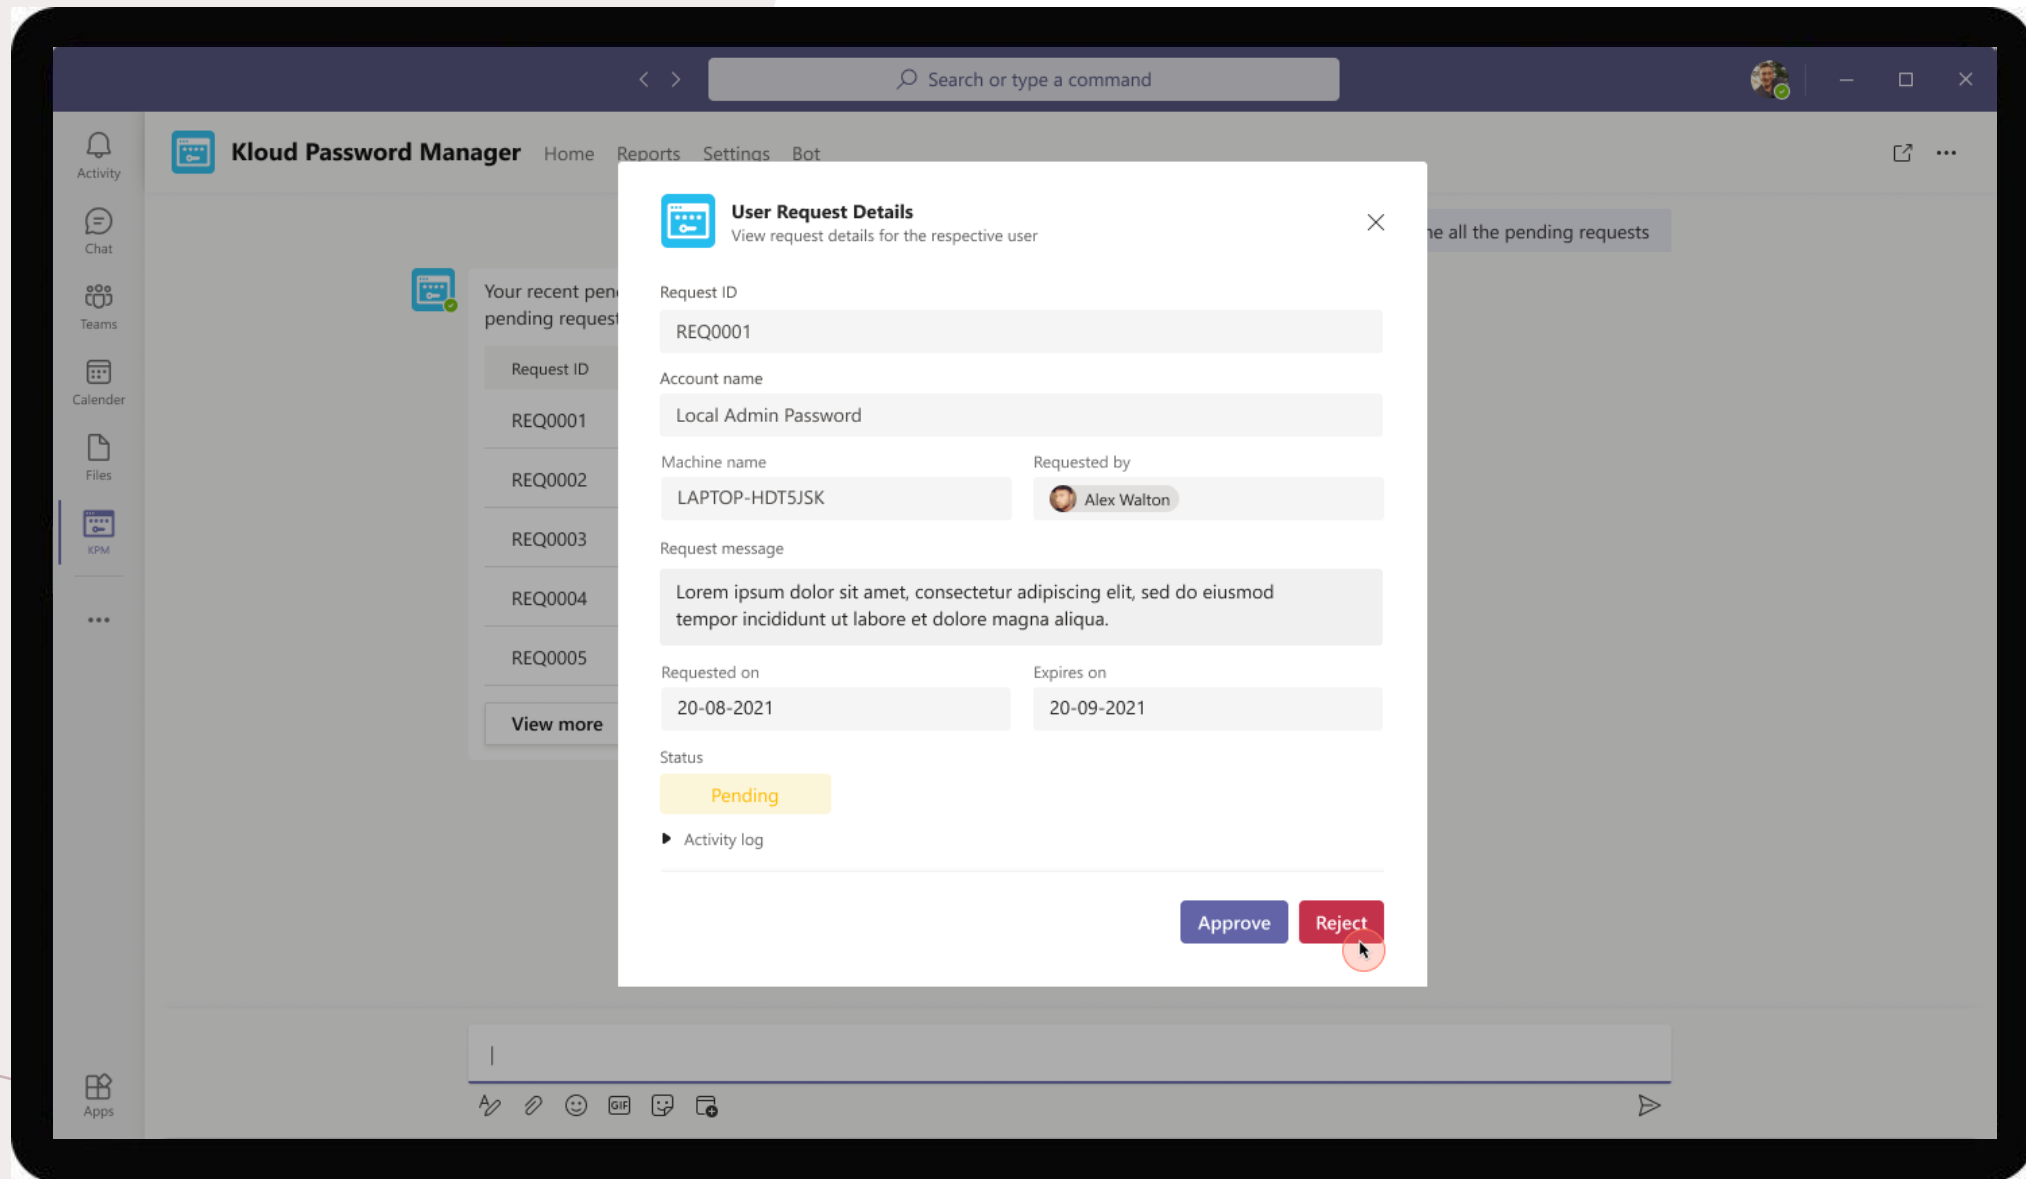 Search or type a command
Activity
Chat
Teams
Calender
Files
KPM
Apps
Kloud Password Manager
Home
Reports
Settings
Bot
all the pending requests
Your recent
pending
Request ID
REQ0001
REQ0002
REQ0003
REQ0004
REQ0005
View more
User Request Details
View request details for the respective user
Request ID
REQ0001
Account name
Local Admin Password
Machine name
Requested by
LAPTOP-HDT5JSK
Alex Walton
Request message
Lorem ipsum dolor sit amet, consectetur adipiscing elit, sed do eiusmod
tempor incididunt ut labore et dolore magna aliqua.
Requested on
Expires on
20-08-2021
20-09-2021
Status
Pending
Activity log
Approve
Reject
GIF